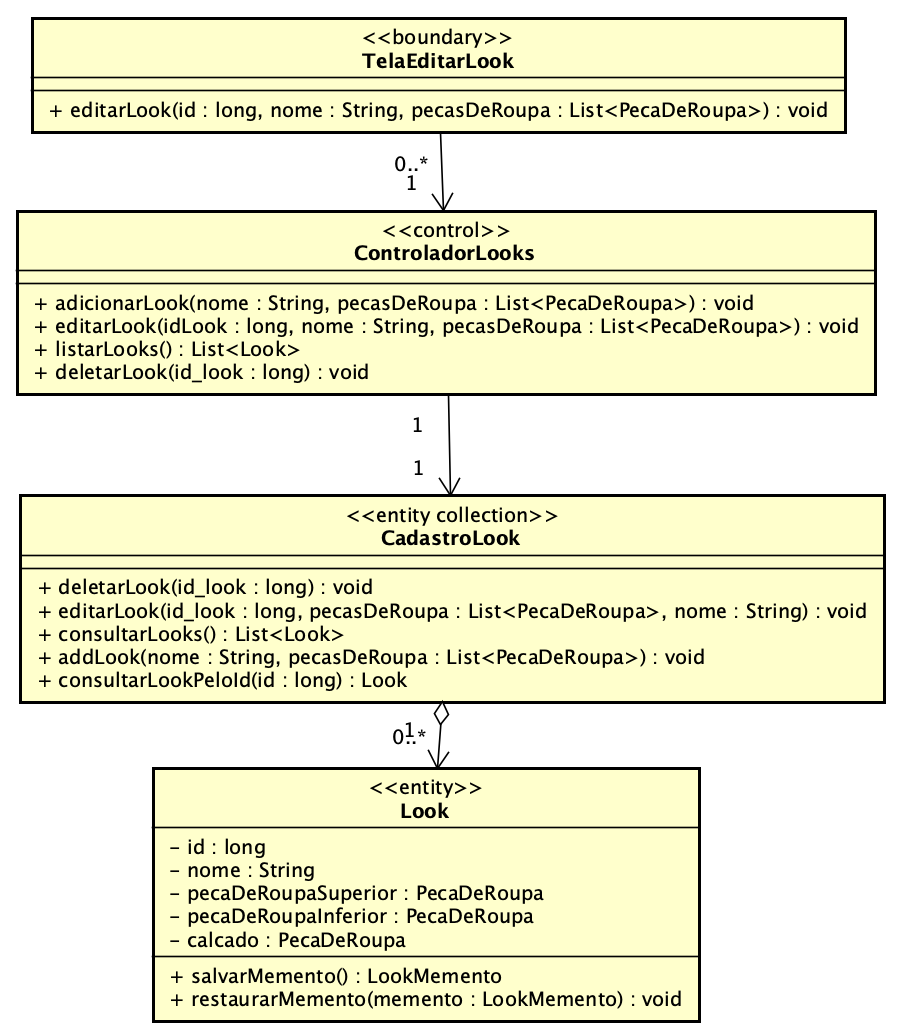 <<boundary>>
TelaEditarLook
+ editarLook(id : long, nome : String, pecasDeRoupa : List<PecaDeRoupa>) : void
0..*
1
<<control>>
ControladorLooks
+ adicionarLook(nome : String, pecasDeRoupa : List<PecaDeRoupa>) : void
+ editarLook(idLook : long, nome : String, pecasDeRoupa : List<PecaDeRoupa>) : void
+ listarLooks() : List<Look>
+ deletarLook(id_look : long) : void
1
1
<<entity collection>>
CadastroLook
+ deletarLook(id_look : long) : void
+ editarLook(id_look : long, pecasDeRoupa : List<PecaDeRoupa>, nome : String) : void
+ consultarLooks() : List<Look>
+ addLook(nome : String, pecasDeRoupa : List<PecaDeRoupa>) : void
+ consultarLookPeloId(id : long) : Look
1
0..*
<<entity>>
Look
- id : long
- nome : String
- pecaDeRoupaSuperior : PecaDeRoupa
- pecaDeRoupaInferior : PecaDeRoupa
- calcado : PecaDeRoupa
+ salvarMemento() : LookMemento
+ restaurarMemento(memento : LookMemento) : void